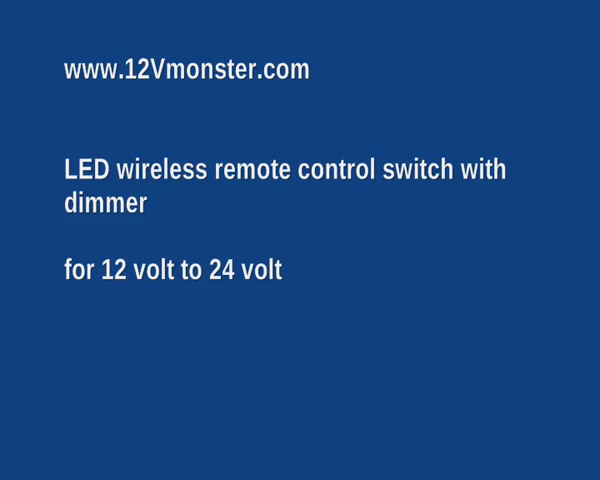 www.12Vmonster.com
LED wireless remote control switch with
dimmer
for 12 volt to 24 volt